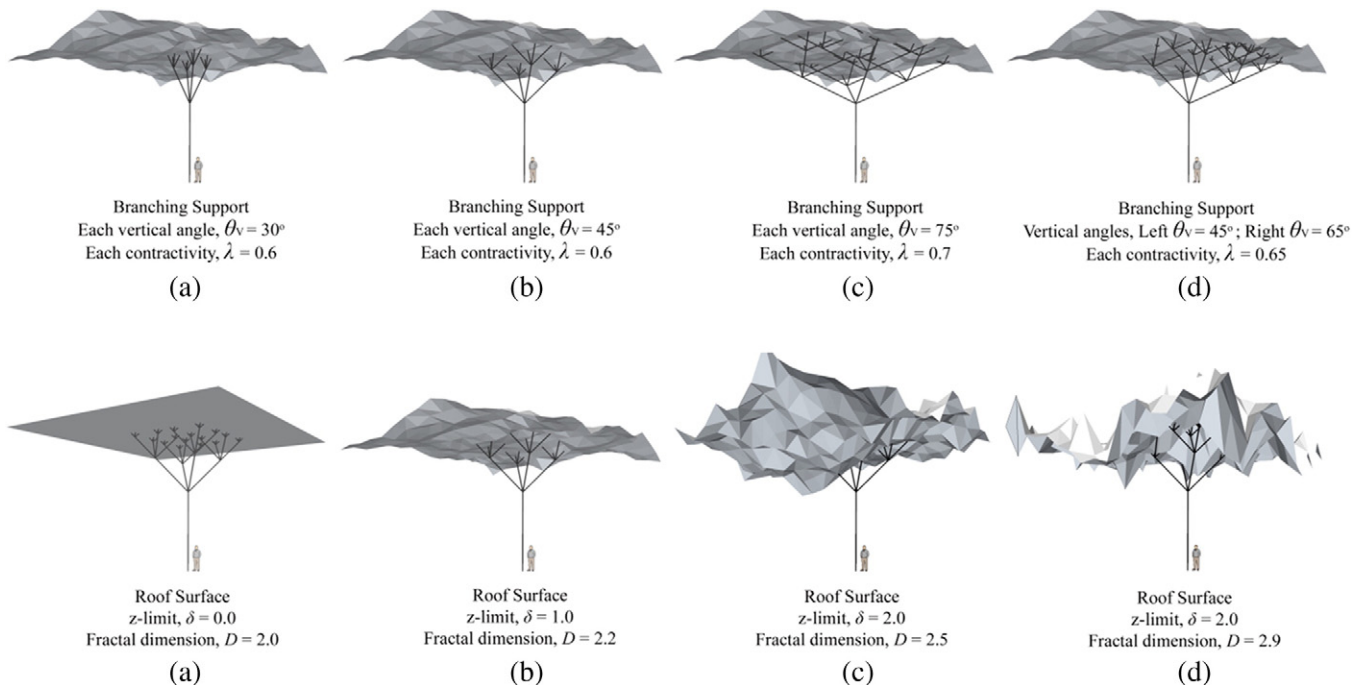 Branching Support
Each vertical angle, θv = 30°
Each contractivity, λ = 0.6
(a)
Branching Support
Each vertical angle, θv = 45°
Each contractivity, λ = 0.6
(b)
Branching Support
Each vertical angle, θv = 75°
Each contractivity, λ = 0.7
(c)
Branching Support
Vertical angles, Left θv = 45°; Right θv = 65°
Each contractivity, λ = 0.65
(d)
Roof Surface
z-limit, δ = 0.0
Fractal dimension, D = 2.0
(a)
Roof Surface
z-limit, δ = 1.0
Fractal dimension, D = 2.2
(b)
Roof Surface
z-limit, δ = 2.0
Fractal dimension, D = 2.5
(c)
Roof Surface
z-limit, δ = 2.0
Fractal dimension, D = 2.9
(d)